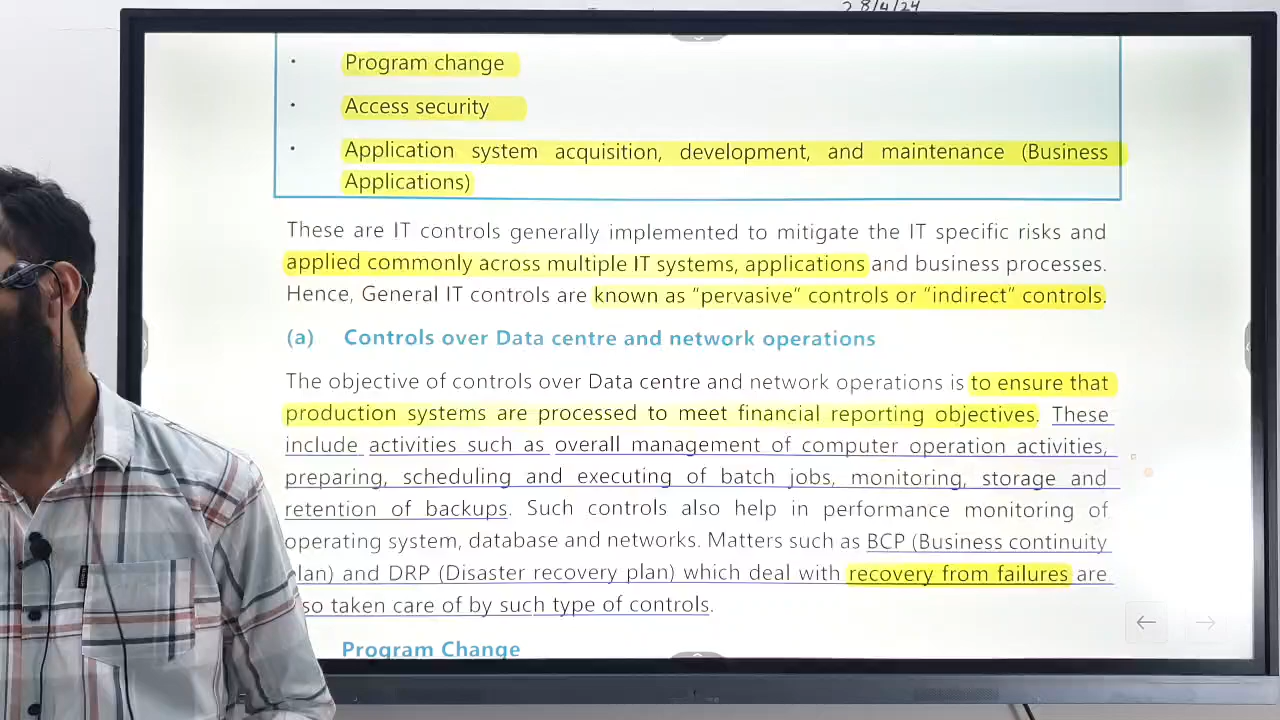 28/4/24
• Program change
• Access security
• Application system acquisition, development, and maintenance (Business
Applications)
These are IT controls generally implemented to mitigate the IT specific risks and
applied commonly across multiple IT systems, applications and business processes.
Hence, General IT controls are known as “pervasive” controls or “indirect” controls.
(a) Controls over Data centre and network operations
The objective of controls over Data centre and network operations is to ensure that
production systems are processed to meet financial reporting objectives. These
include activities such as overall management of computer operation activities,
preparing, scheduling and executing of batch jobs, monitoring, storage and
retention of backups. Such controls also help in performance monitoring of
operating system, database and networks. Matters such as BCP (Business continuity
plan) and DRP (Disaster recovery plan) which deal with recovery from failures are
so taken care of by such type of controls.
Program Change